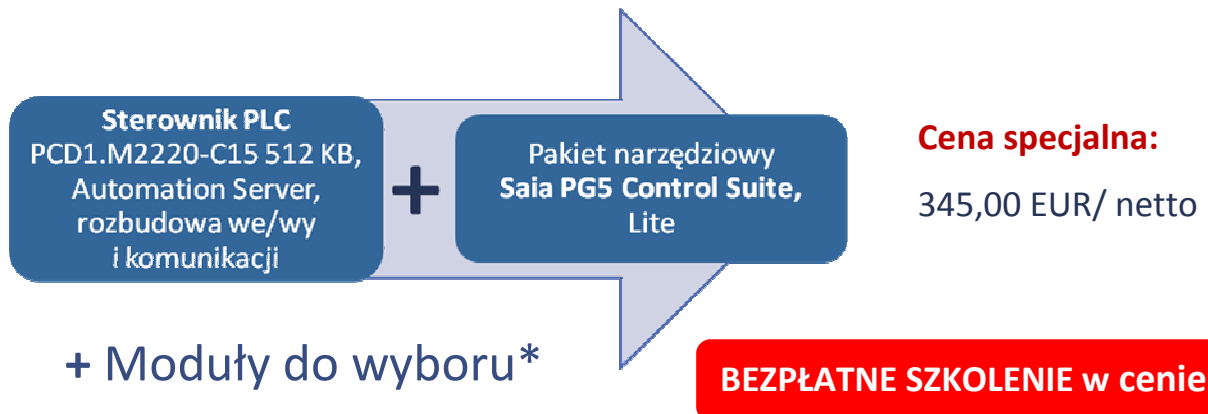 Sterownik PLC
PCD1.M2220-C15 512 KB,
Automation Server,
rozbudowa we/wy
i komunikacji
+
Pakiet narzędziowy
Saia PG5 Control Suite,
Lite
Cena specjalna:
345,00 EUR/ netto
+ Moduły do wyboru*
BEZPŁATNE SZKOLENIE w cenie